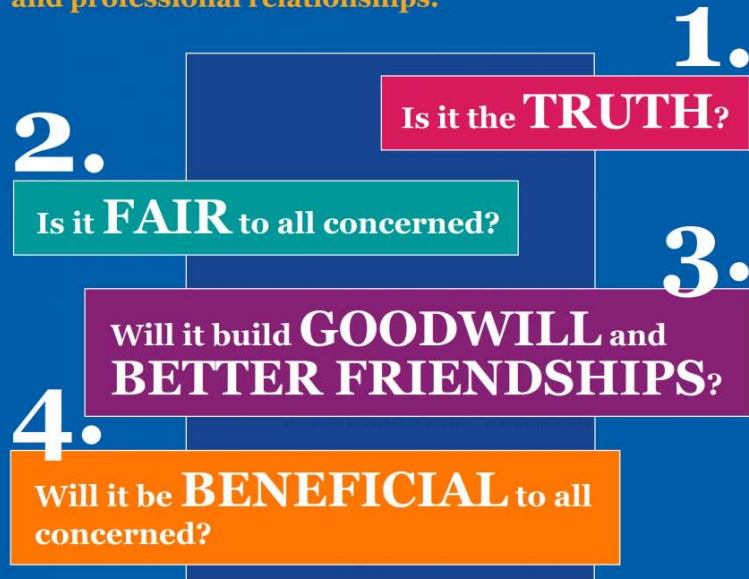 and professional relationships.
1.
Is it the TRUTH?
2.
Is it FAIR to all concerned?
3.
Will it build GOODWILL and
BETTER FRIENDSHIPS?
4.
Will it be BENEFICIAL to all
concerned?